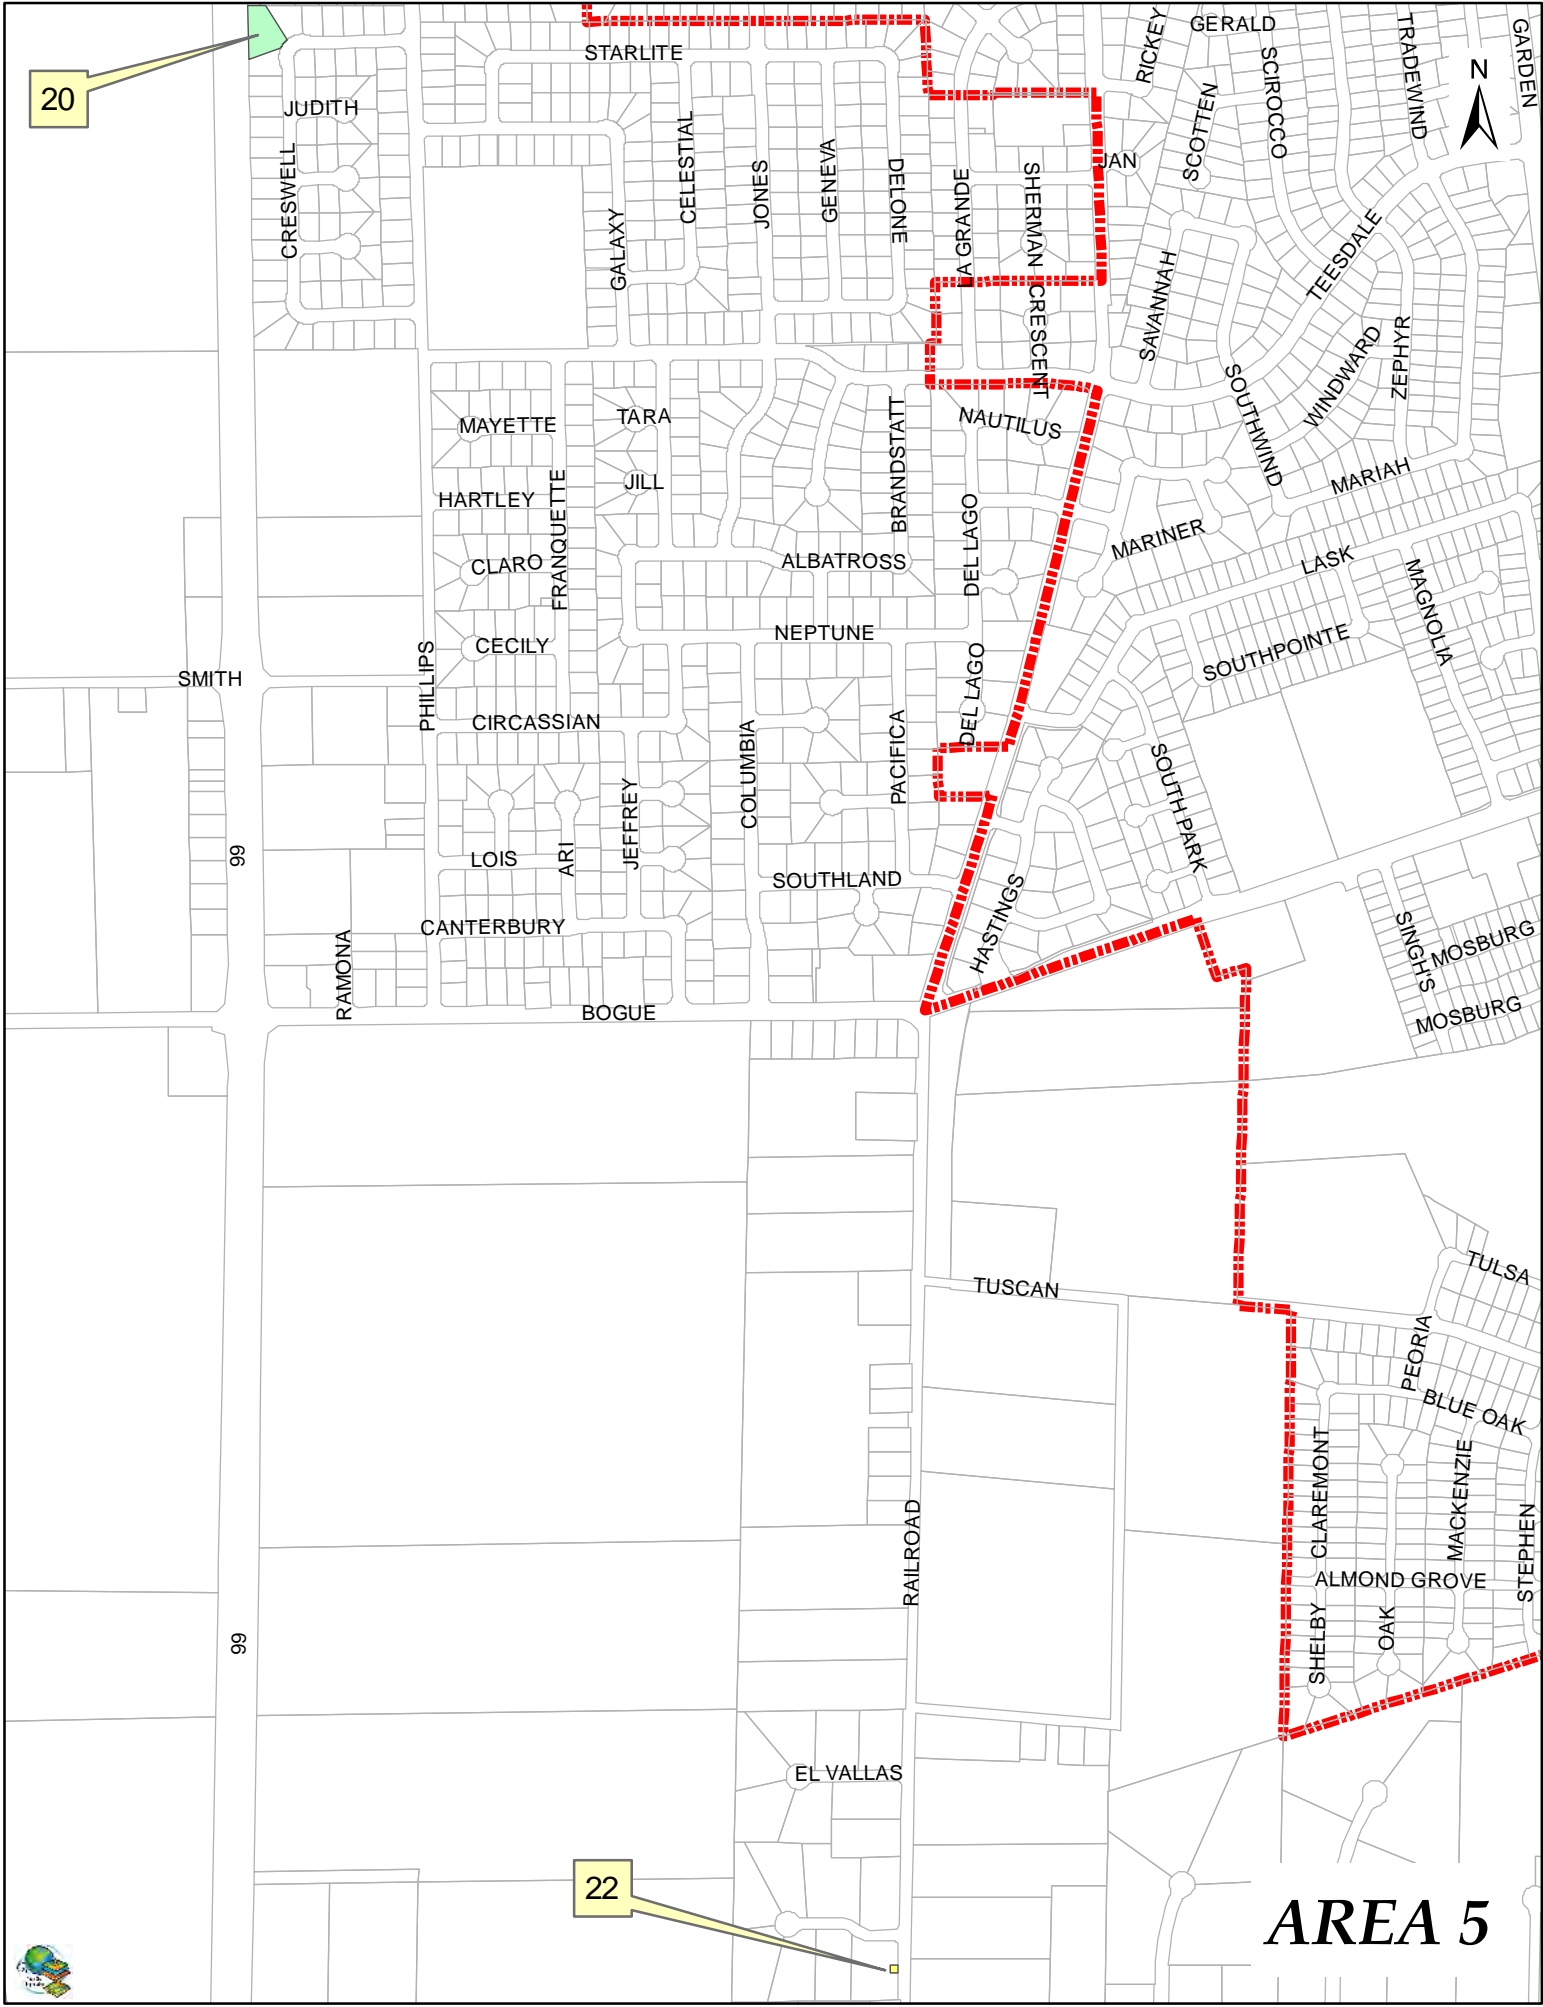 RICKEY
GERALD
TRADEWIND
GARDEN
STARLITE
SCIROCCO
N
20
JUDITH
SCOTTEN
CRESWELL
CELESTIAL
JONES
GENEVA
DELONE
LA GRANDE
SHERMAN
JAN
GALAXY
TEESDALE
SAVANNAH
CRESCENT
WINDWARD
ZEPHYR
SOUTHWIND
MAYETTE
TARA
BRANDSTATT
NAUTILUS
MARIAH
HARTLEY
FRANQUETTE
JILL
DEL LAGO
MARINER
CLARO
ALBATROSS
LASK
MAGNOLIA
NEPTUNE
CECILY
SOUTHPOINTE
SMITH
PHILLIPS
DEL LAGO
CIRCASSIAN
COLUMBIA
PACIFICA
SOUTH PARK
JEFFREY
99
LOIS
ARI
SOUTHLAND
HASTINGS
CANTERBURY
SINGH'S
MOSBURG
RAMONA
BOGUE
MOSBURG
TUSCAN
TULSA
PEORIA
BLUE OAK
CLAREMONT
MACKENZIE
RAILROAD
STEPHEN
ALMOND GROVE
99
SHELBY
OAK
EL VALLAS
22
AREA 5